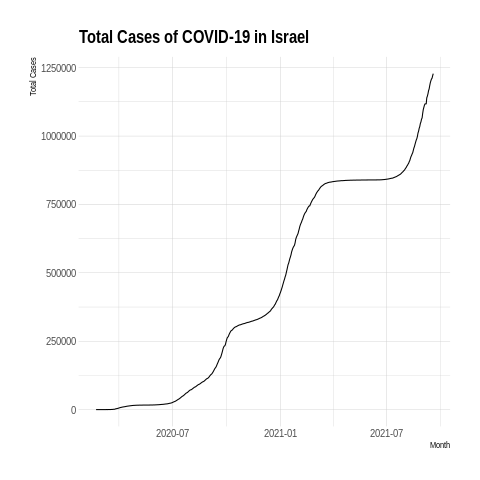 Total Cases of COVID-19 in Israel
Total Cases
1250000
1000000
750000
500000
250000
0
2020-07 2021-01 2021-07
Month